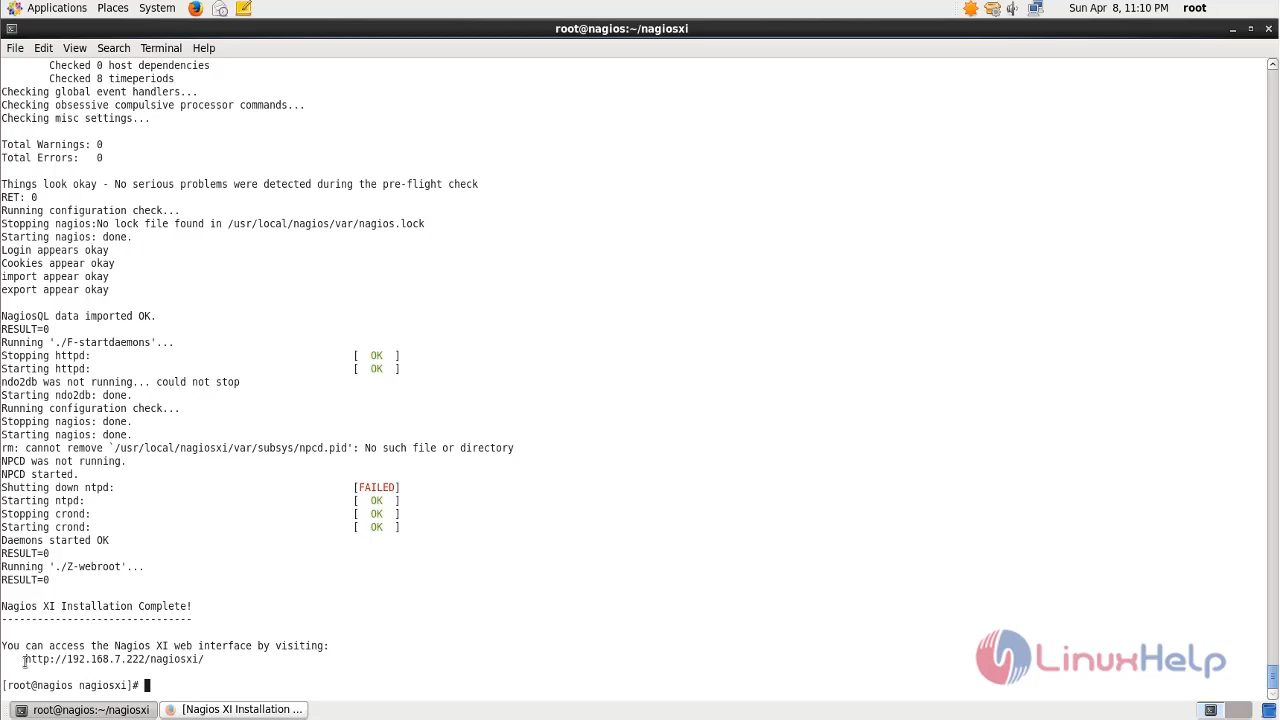 Applications Places System Sun Apr 8, 11:10 PM root
root@nagios:~/nagiosxi
File Edit View Search Terminal Help
Checked 0 host dependencies
Checked 8 timeperiods
Checking global event handlers...
Checking obsessive compulsive processor commands...
Checking misc settings...
Total Warnings: 0
Total Errors: 0
Things look okay - No serious problems were detected during the pre-flight check
RET: 0
Running configuration check...
Stopping nagios:No lock file found in /usr/local/nagios/var/nagios.lock
Starting nagios: done.
Login appears okay
Cookies appear okay
import appear okay
export appear okay
NagiosQL data imported OK.
RESULT=0
Running './F-startdaemons'...
Stopping httpd: [ OK ]
Starting httpd: [ OK ]
ndo2db was not running... could not stop
Starting ndo2db: done.
Running configuration check...
Stopping nagios: done.
Starting nagios: done.
rm: cannot remove `/usr/local/nagiosxi/var/subsys/npcd.pid': No such file or directory
NPCD was not running.
NPCD started.
Shutting down ntpd: [FAILED]
Starting ntpd: [ OK ]
Stopping crond: [ OK ]
Starting crond: [ OK ]
Daemons started OK
RESULT=0
Running './Z-webroot'...
RESULT=0
Nagios XI Installation Complete!
--------------------------------
You can access the Nagios XI web interface by visiting:
http://192.168.7.222/nagiosxi/
LinuxHelp
[root@nagios nagiosxi]#
root@nagios:~/nagiosxi [Nagios XI Installation ...